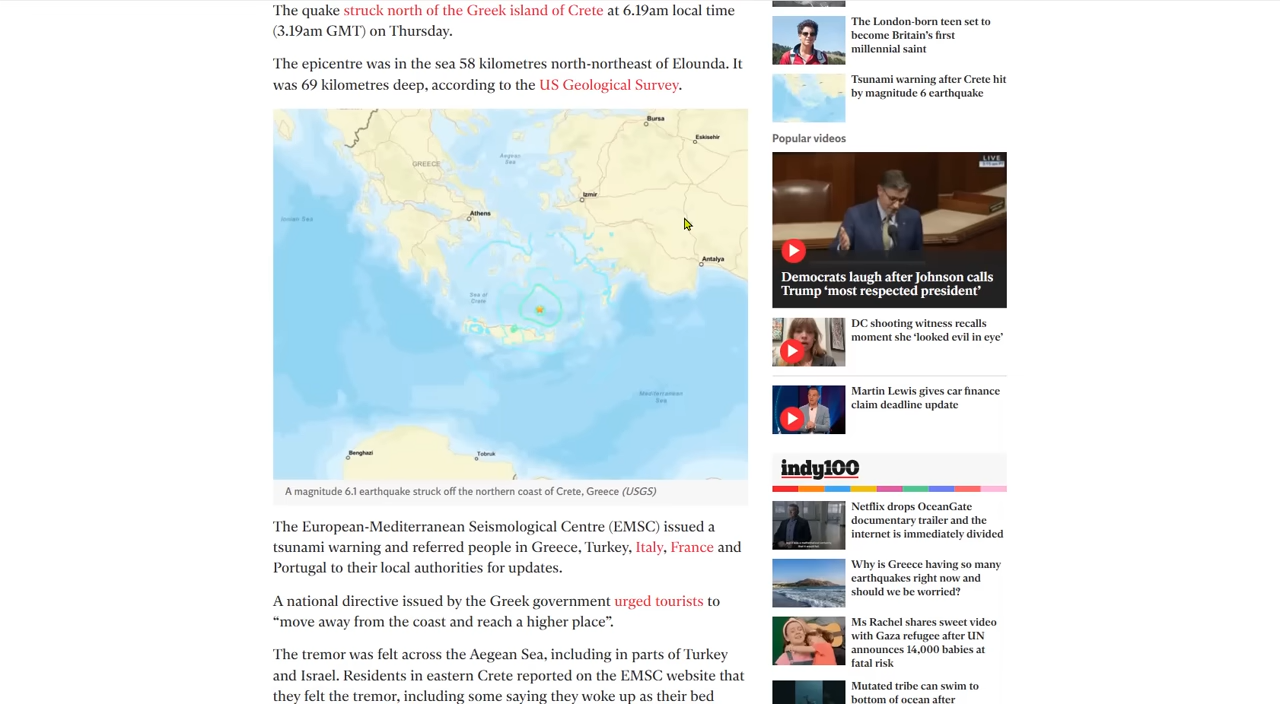 The quake struck north of the Greek island of Crete at 6.19am local time
(3.19am GMT) on Thursday.
The epicentre was in the sea 58 kilometres north-northeast of Elounda. It
was 69 kilometres deep, according to the US Geological Survey.
Bursa
Eskisehir
GREECE
Aegean
Sea
Izmir
Ionian Sea
Athens
Antalya
Sea of
Crete
Mediterranean
Sea
Benghazi
Tobruk
A magnitude 6.1 earthquake struck off the northern coast of Crete, Greece (USGS)
The European-Mediterranean Seismological Centre (EMSC) issued a
tsunami warning and referred people in Greece, Turkey, Italy, France and
Portugal to their local authorities for updates.
A national directive issued by the Greek government urged tourists to
“move away from the coast and reach a higher place”.
The tremor was felt across the Aegean Sea, including in parts of Turkey
and Israel. Residents in eastern Crete reported on the EMSC website that
they felt the tremor, including some saying they woke up as their bed
The London-born teen set to
become Britain’s first
millennial saint
Tsunami warning after Crete hit
by magnitude 6 earthquake
Popular videos
LIVE
Democrats laugh after Johnson calls
Trump ‘most respected president’
DC shooting witness recalls
moment she ‘looked evil in eye’
Martin Lewis gives car finance
claim deadline update
indy100
Netflix drops OceanGate
documentary trailer and the
internet is immediately divided
Why is Greece having so many
earthquakes right now and
should we be worried?
Ms Rachel shares sweet video
with Gaza refugee after UN
announces 14,000 babies at
fatal risk
Mutated tribe can swim to
bottom of ocean after